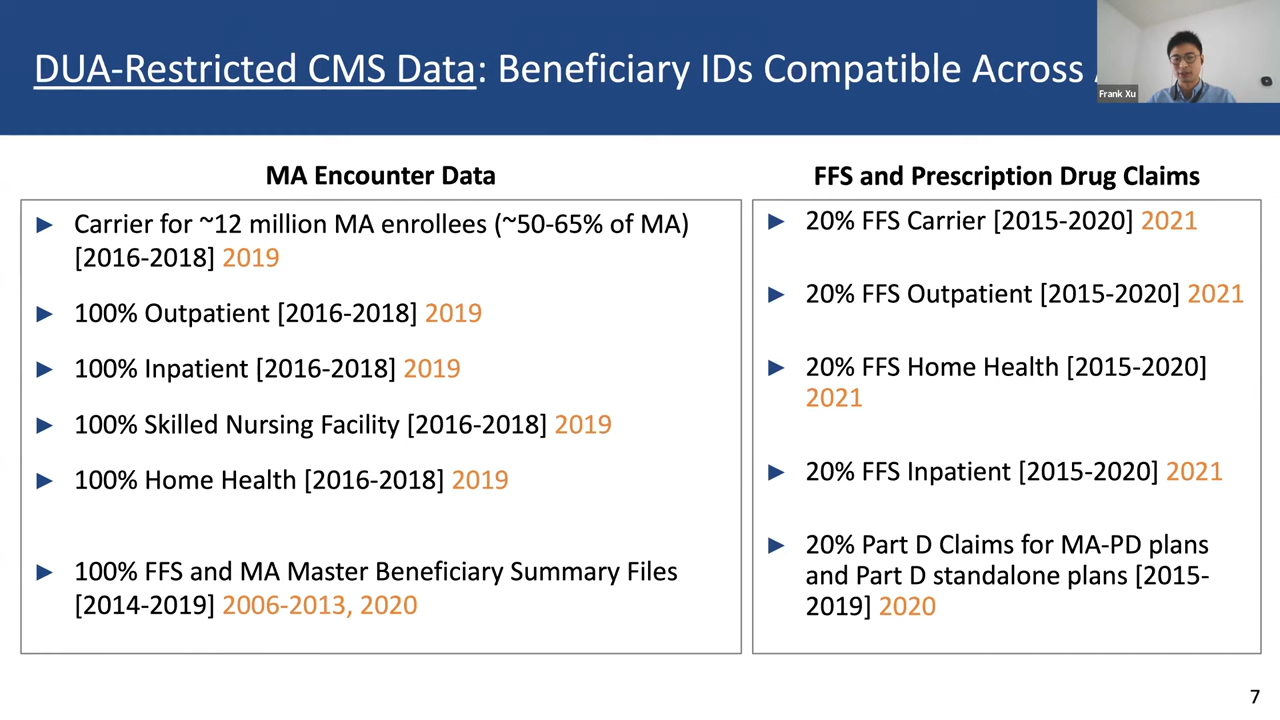 DUA-Restricted CMS Data: Beneficiary IDs Compatible Across
Frank Xu
MA Encounter Data
► Carrier for ~12 million MA enrollees (~50-65% of MA)
[2016-2018] 2019
► 100% Outpatient [2016-2018] 2019
► 100% Inpatient [2016-2018] 2019
► 100% Skilled Nursing Facility [2016-2018] 2019
► 100% Home Health [2016-2018] 2019
► 100% FFS and MA Master Beneficiary Summary Files
[2014-2019] 2006-2013, 2020
FFS and Prescription Drug Claims
► 20% FFS Carrier [2015-2020] 2021
► 20% FFS Outpatient [2015-2020] 2021
► 20% FFS Home Health [2015-2020]
2021
► 20% FFS Inpatient [2015-2020] 2021
► 20% Part D Claims for MA-PD plans
and Part D standalone plans [2015-
2019] 2020
7